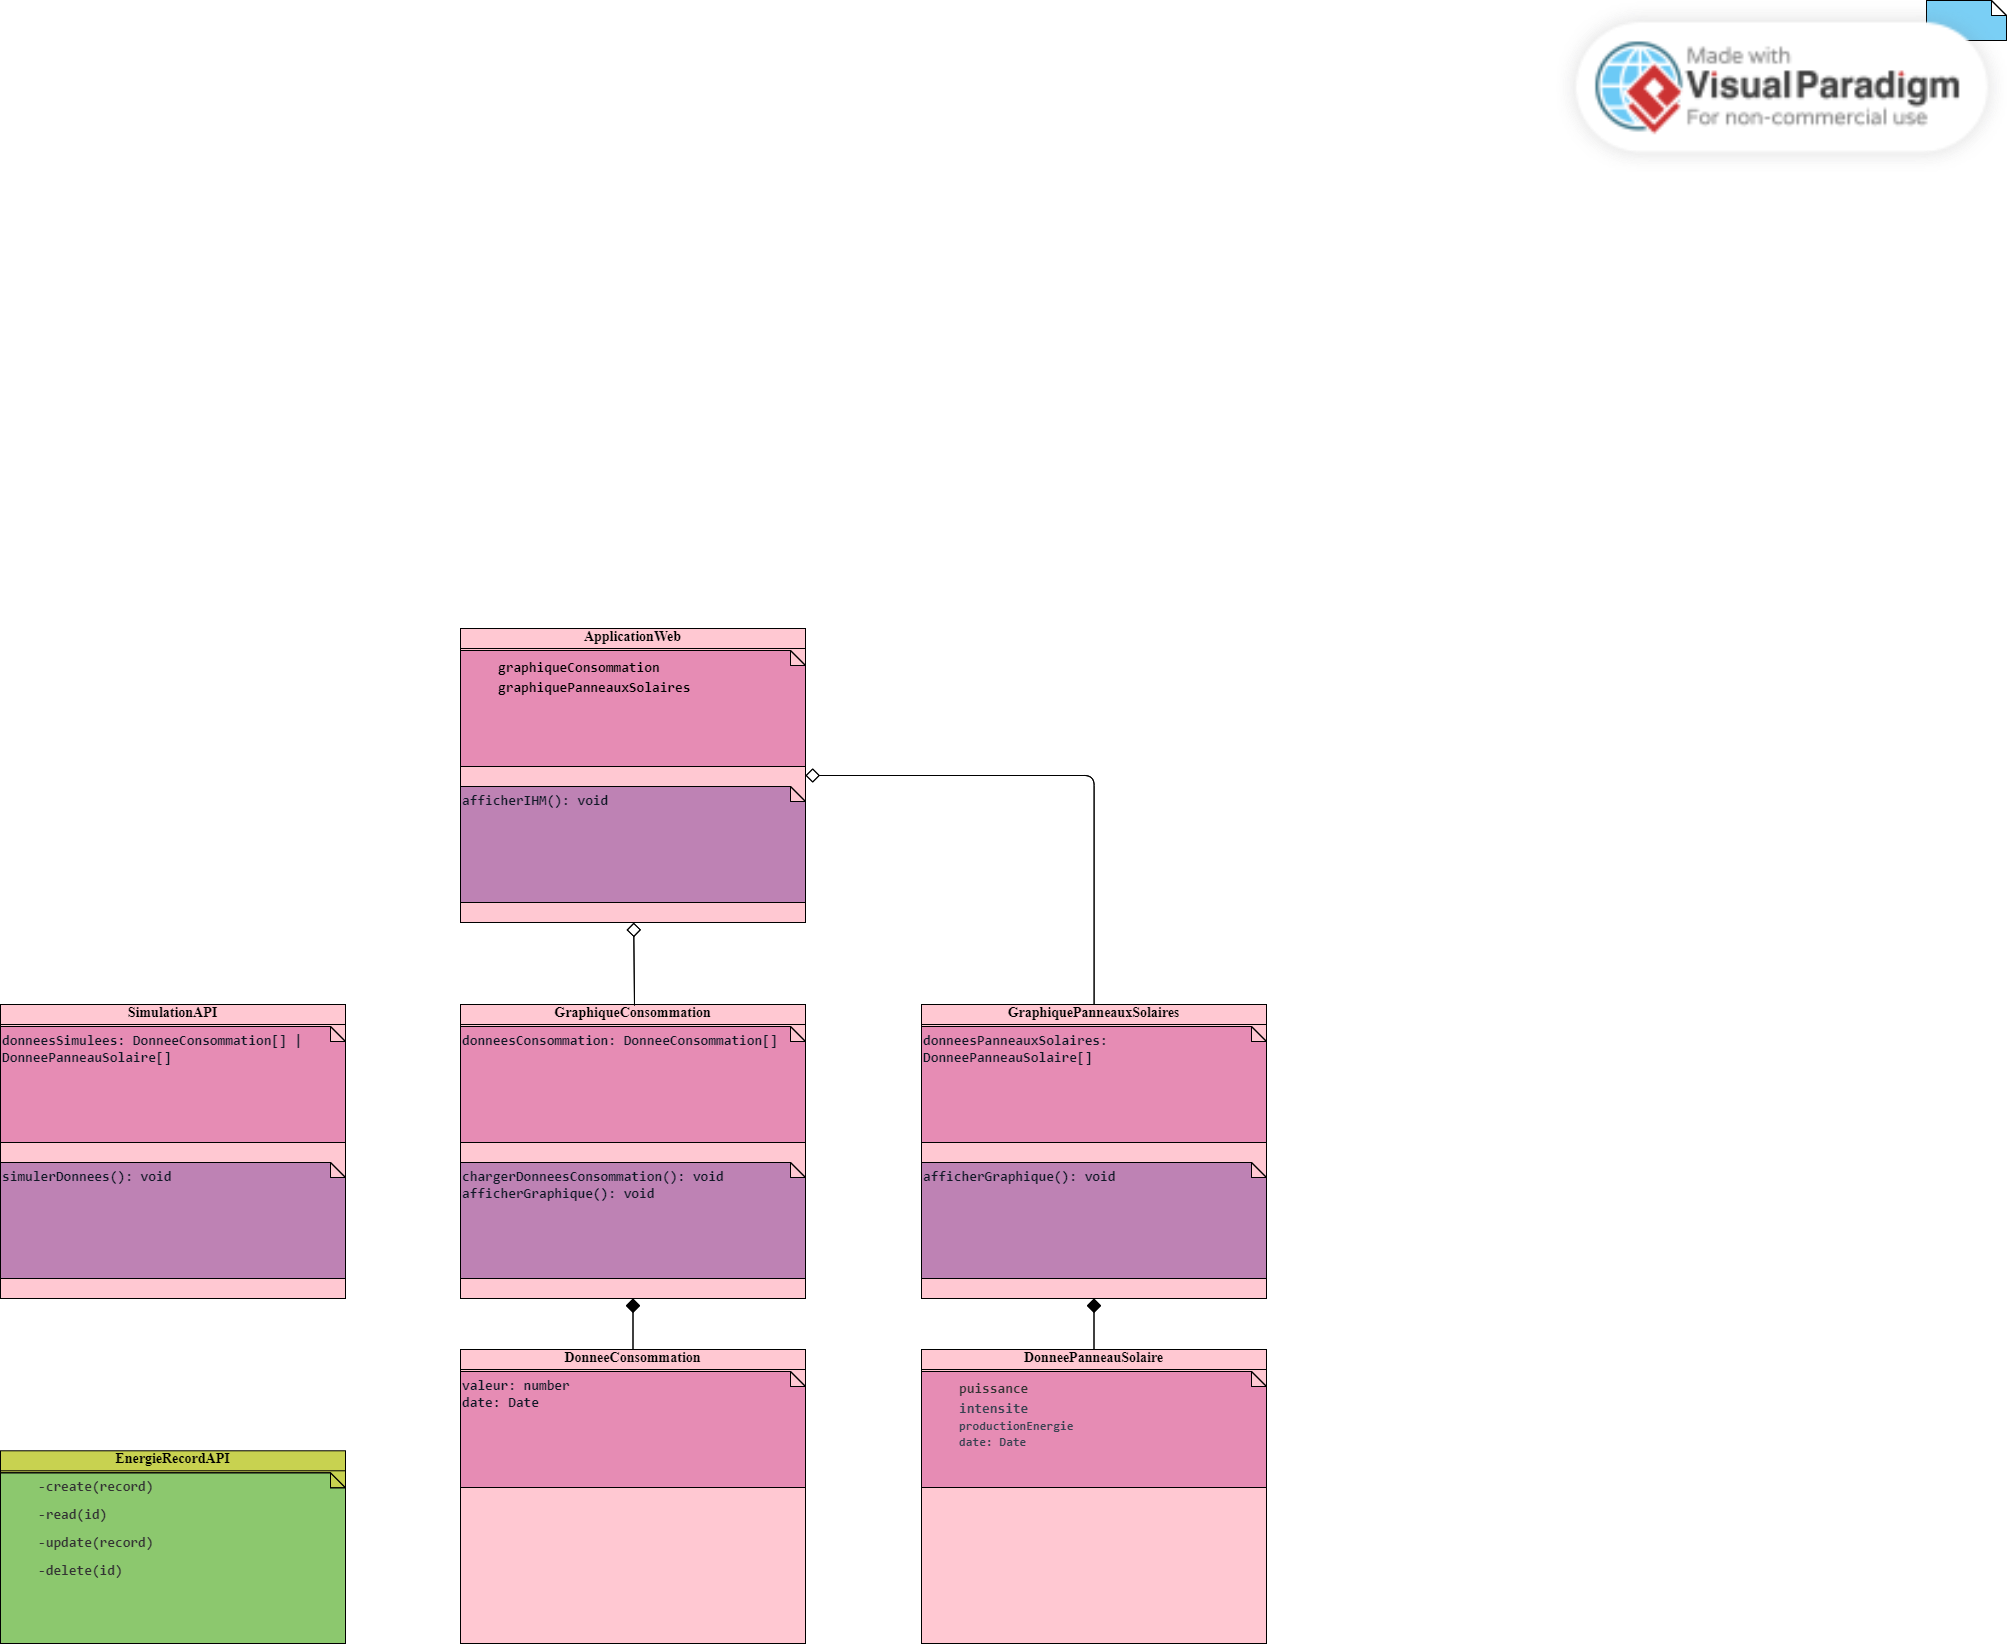 Made with
Visual Paradigm
For non-commercial use
ApplicationWeb
graphiqueConsommation
graphiquePanneauxSolaires
afficherIHM(): void
SimulationAPI
donneesSimulees: DonneeConsommation[] |
DonneePanneauSolaire[]
simulerDonnees(): void
GraphiqueConsommation
donneesConsommation: DonneeConsommation[]
chargerDonneesConsommation(): void
afficherGraphique(): void
GraphiquePanneauxSolaires
donneesPanneauxSolaires:
DonneePanneauSolaire[]
afficherGraphique(): void
DonneeConsommation
valeur: number
date: Date
DonneePanneauSolaire
puissance
intensite
productionEnergie
date: Date
EnergieRecordAPI
-create(record)
-read(id)
-update(record)
-delete(id)